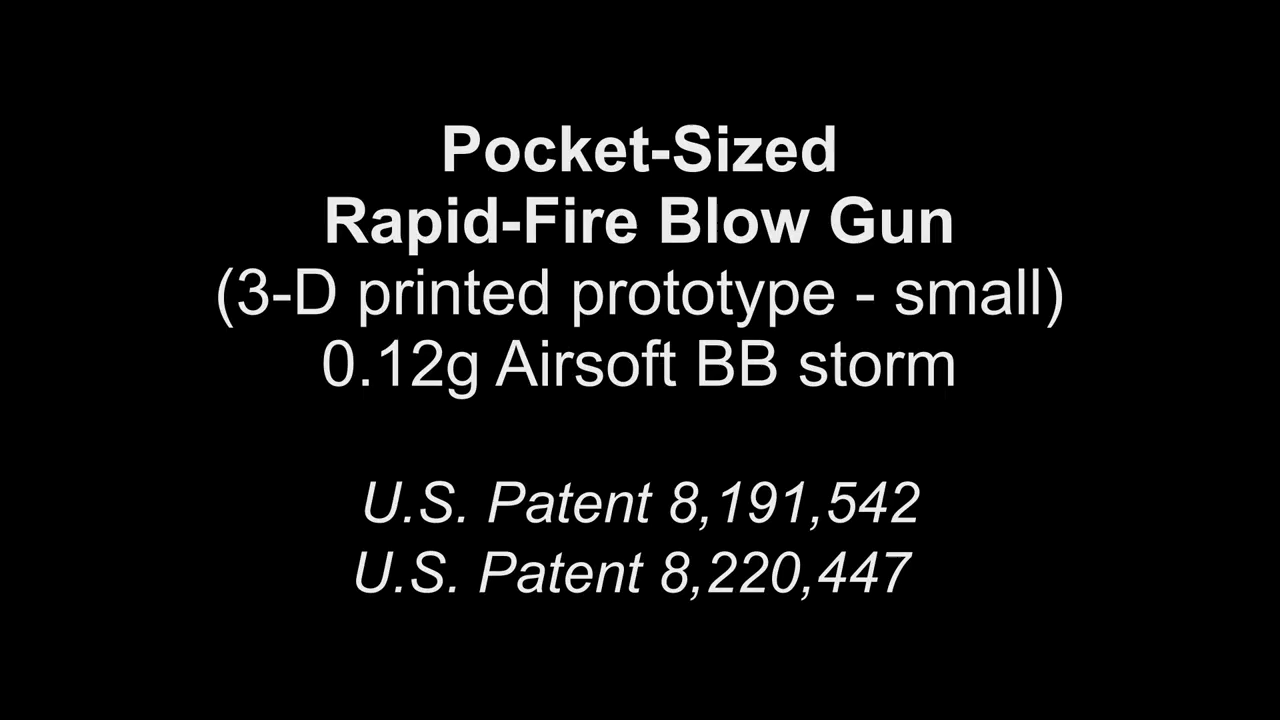 Pocket-Sized
Rapid-Fire Blow Gun
(3-D printed prototype - small)
0.12g Airsoft BB storm
U.S. Patent 8,191,542
U.S. Patent 8,220,447